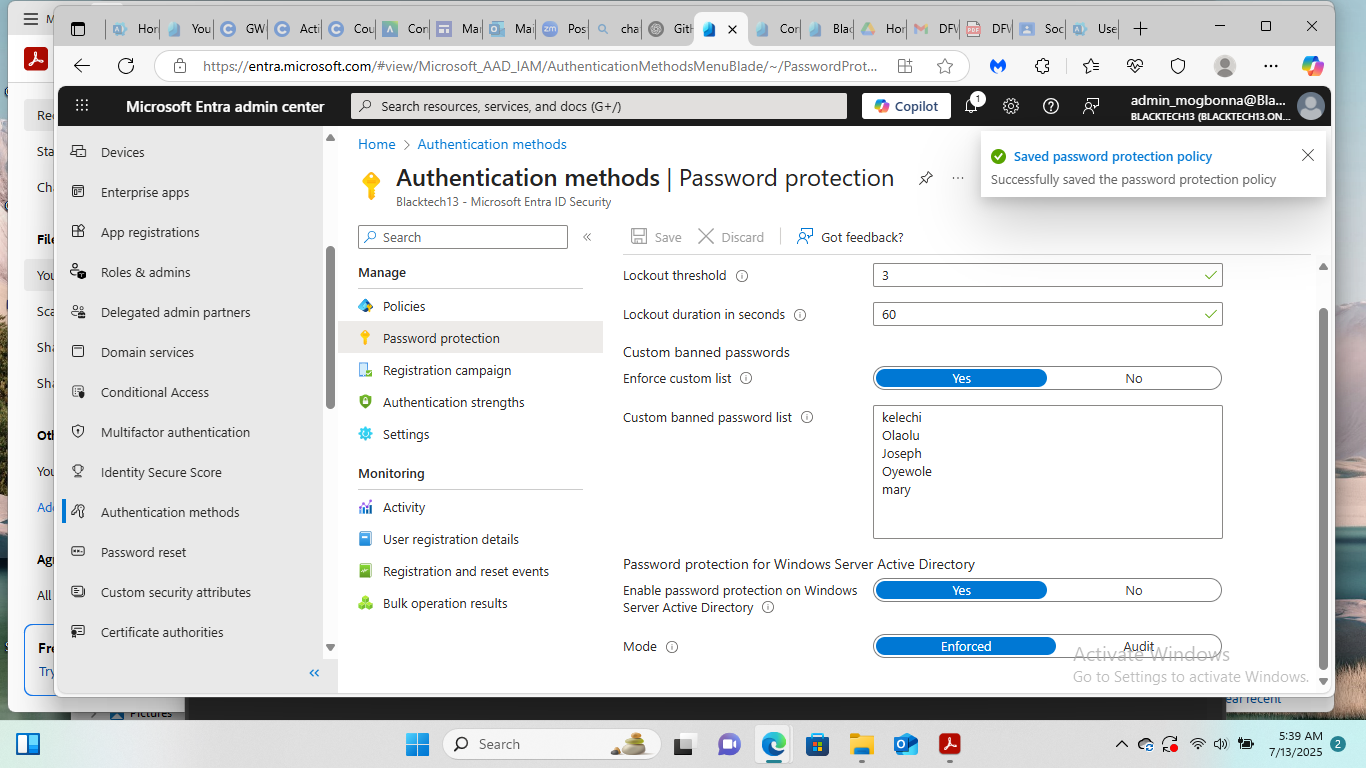 Hor
You
GW
Acti
Cou
Cor
Mar
Mai
Pos
cha
Git
Cor
Blac
Hor
DFV
DFV
Soc
Use
https://entra.microsoft.com/#view/Microsoft_AAD_IAM/AuthenticationMethodsMenuBlade/~/PasswordProt...
Microsoft Entra admin center
Search resources, services, and docs (G+/)
Copilot
1
admin_mogbonna@Bla...
BLACKTECH13 (BLACKTECH13.ON...
Saved password protection policy
Successfully saved the password protection policy
Devices
Enterprise apps
App registrations
Roles & admins
Delegated admin partners
Domain services
Conditional Access
Multifactor authentication
Identity Secure Score
Authentication methods
Password reset
Custom security attributes
Certificate authorities
Home > Authentication methods
Authentication methods | Password protection
Blacktech13 - Microsoft Entra ID Security
Search
Manage
Policies
Password protection
Registration campaign
Authentication strengths
Settings
Monitoring
Activity
User registration details
Registration and reset events
Bulk operation results
Save
Discard
Got feedback?
Lockout threshold
3
Lockout duration in seconds
60
Custom banned passwords
Enforce custom list
Yes
No
Custom banned password list
kelechi
Olaolu
Joseph
Oyewole
mary
Password protection for Windows Server Active Directory
Enable password protection on Windows
Server Active Directory
Yes
No
Mode
Enforced
Audit
Activate Windows
Go to Settings to activate Windows.
Pictures
ear recent
Search
5:39 AM
7/13/2025
2